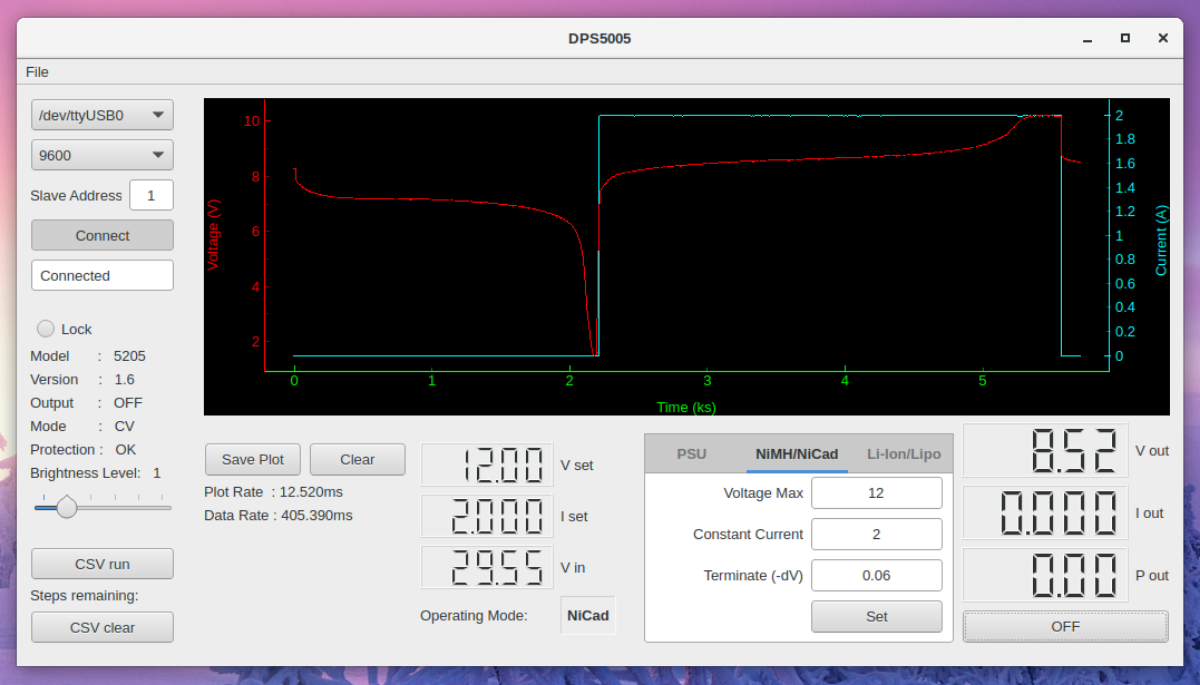 DPS5005
File
/dev/ttyUSB0
9600
Slave Address 1
Connect
Connected
Lock
Model : 5205
Version : 1.6
Output : OFF
Mode : CV
Protection : OK
Brightness Level: 1
CSV run
Steps remaining:
CSV clear
10
8
6
4
2
Voltage (V)
0 1 2 3 4 5
Time (ks)
2
1.8
1.6
1.4
1.2
1
0.8
0.6
0.4
0.2
0
Current (A)
Save Plot Clear
Plot Rate : 12.520ms
Data Rate : 405.390ms
12.00 V set
2.000 I set
29.55 V in
Operating Mode: NiCad
PSU NiMH/NiCad Li-Ion/Lipo
Voltage Max 12
Constant Current 2
Terminate (-dV) 0.06
Set
8.52 V out
0.000 I out
0.00 P out
OFF